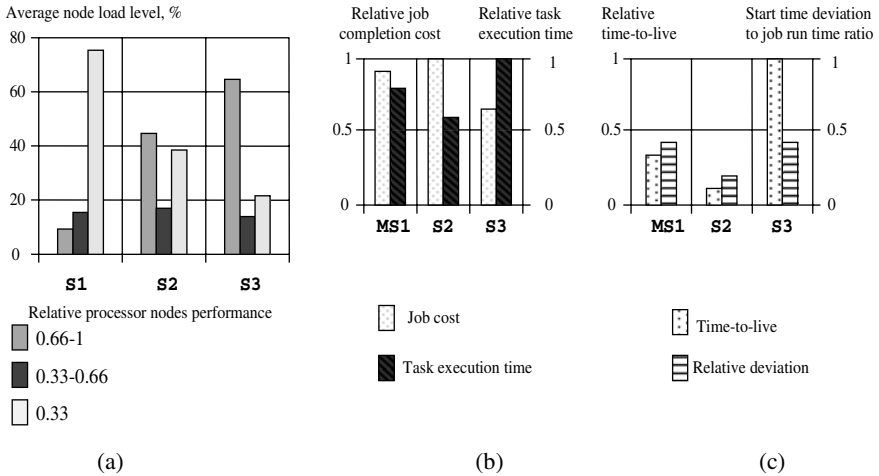 Average node load level, %
80
60
40
20
0
S1 S2 S3
Relative processor nodes performance
0.66-1
0.33-0.66
0.33
(a)
Relative job
completion cost
Relative task
execution time
1 1
0.5 0.5
0 0
MS1 S2 S3
Job cost
Task execution time
(b)
Relative
time-to-live
Start time deviation
to job run time ratio
1 1
0.5 0.5
0 0
MS1 S2 S3
Time-to-live
Relative deviation
(c)